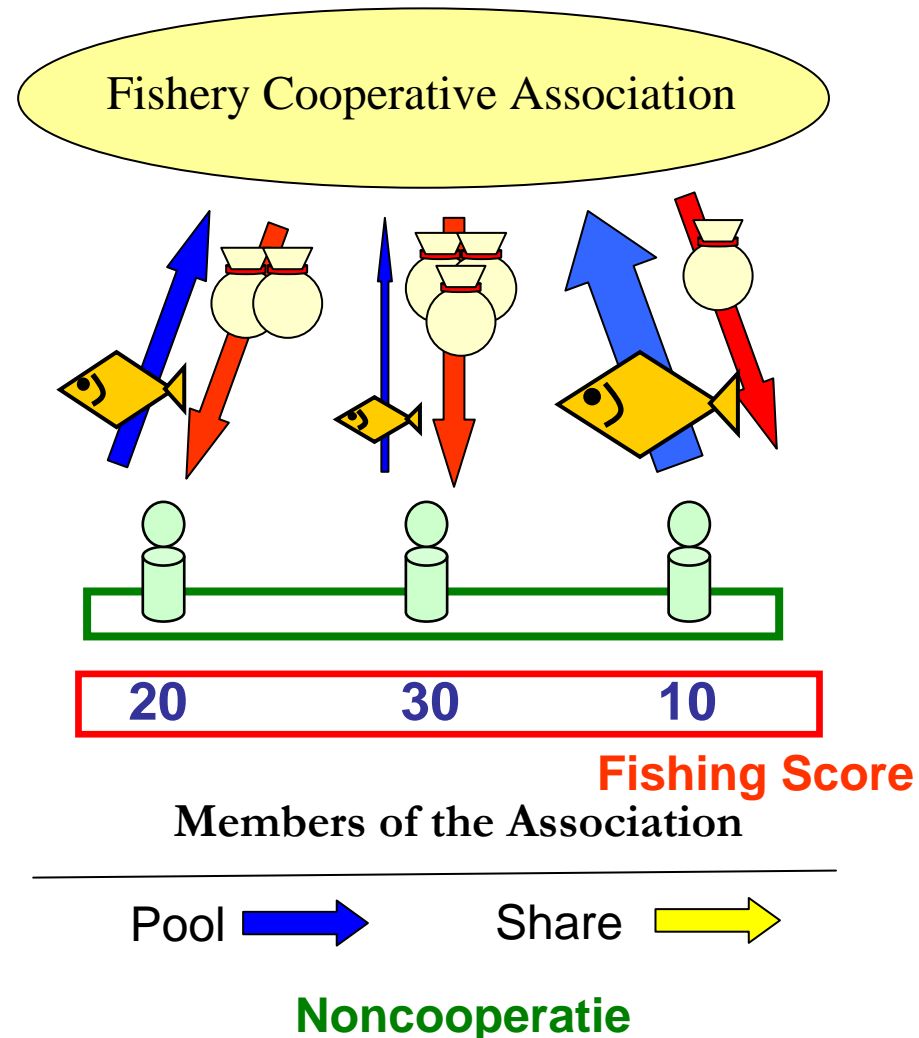 Fishery Cooperative Association
20 30 10
Fishing Score
Members of the Association
Pool Share
Noncooperatie